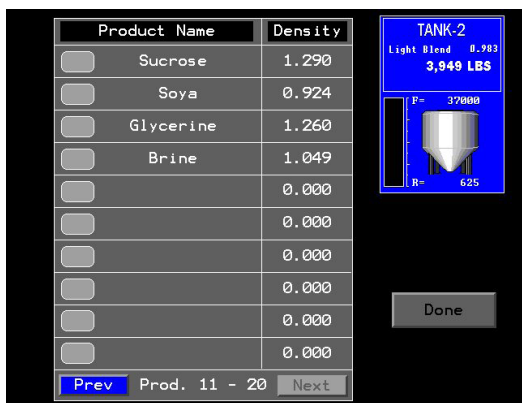 Product Name Density
Sucrose 1.290
Soya 0.924
Glycerine 1.260
Brine 1.049
0.000
0.000
0.000
0.000
0.000
0.000
Prev Prod. 11 - 20 Next
TANK-2
Light Blend 0.983
3,949 LBS
F= 37000
R= 625
Done